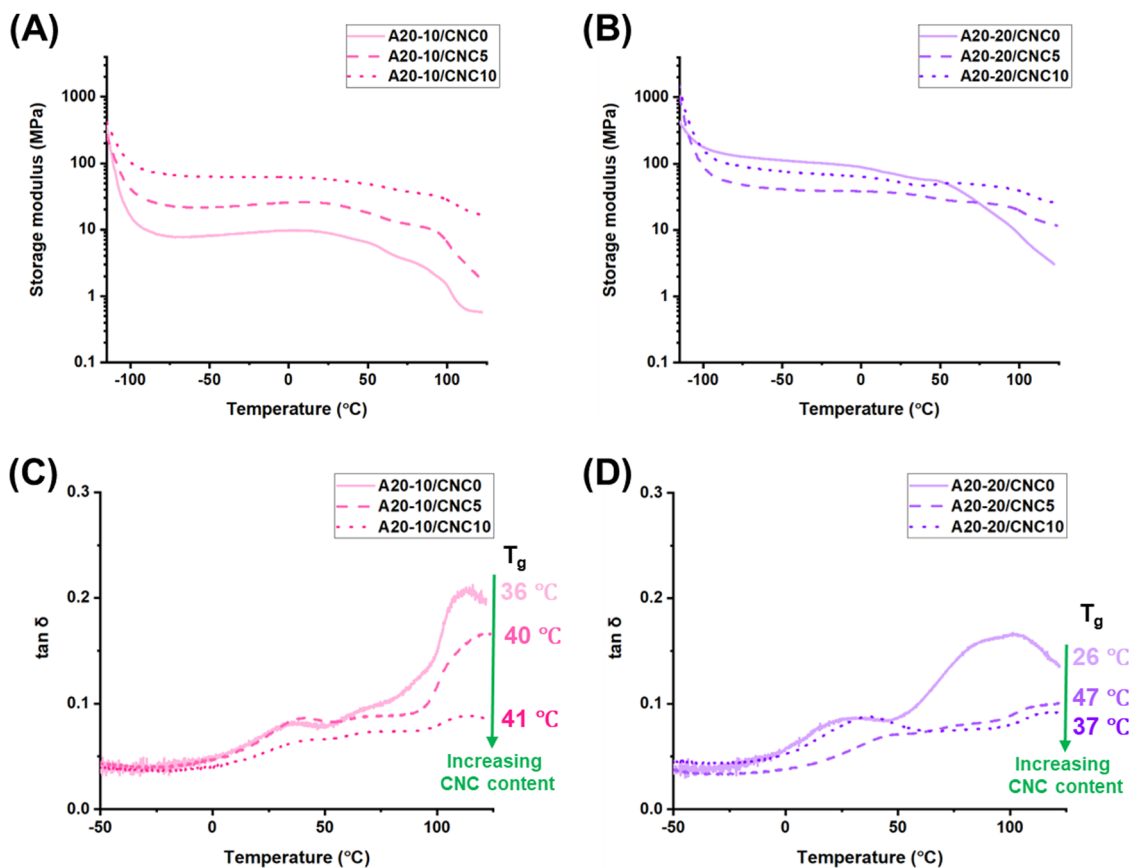 (A)
A20-10/CNC0
A20-10/CNC5
A20-10/CNC10
Storage modulus (MPa)
1000
100
10
1
0.1
-100
-50
0
50
100
Temperature (°C)
(B)
A20-20/CNC0
A20-20/CNC5
A20-20/CNC10
Storage modulus (MPa)
1000
100
10
1
0.1
-100
-50
0
50
100
Temperature (°C)
(C)
A20-10/CNC0
A20-10/CNC5
A20-10/CNC10
tan δ
0.3
0.2
0.1
0.0
-50
0
50
100
Temperature (°C)
Tg
36 ℃
40 ℃
41 ℃
Increasing
CNC content
(D)
A20-20/CNC0
A20-20/CNC5
A20-20/CNC10
tan δ
0.3
0.2
0.1
0.0
-50
0
50
100
Temperature (°C)
Tg
26 ℃
47 ℃
37 ℃
Increasing
CNC content